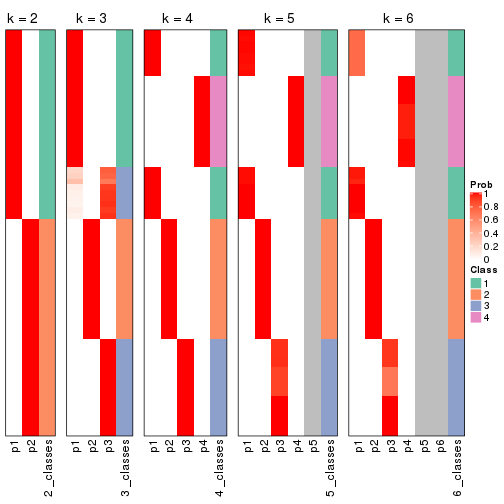 k = 2
k = 3
k = 4
k = 5
k = 6
Prob
1
0.8
0.6
0.4
0.2
0
Class
1
2
3
4
p1
p2
2_classes
p1
p2
p3
3_classes
p1
p2
p3
p4
4_classes
p1
p2
p3
p4
p5
5_classes
p1
p2
p3
p4
p5
p6
6_classes